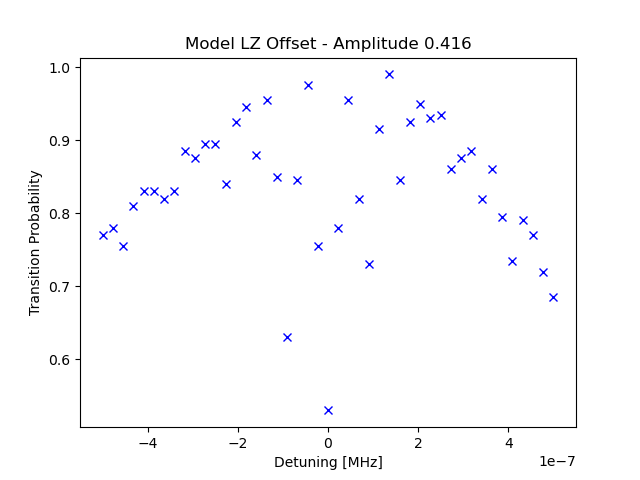 Model LZ Offset - Amplitude 0.416
Transition Probability
1.0
0.9
0.8
0.7
0.6
−4
−2
0
2
4
1e−7
Detuning [MHz]